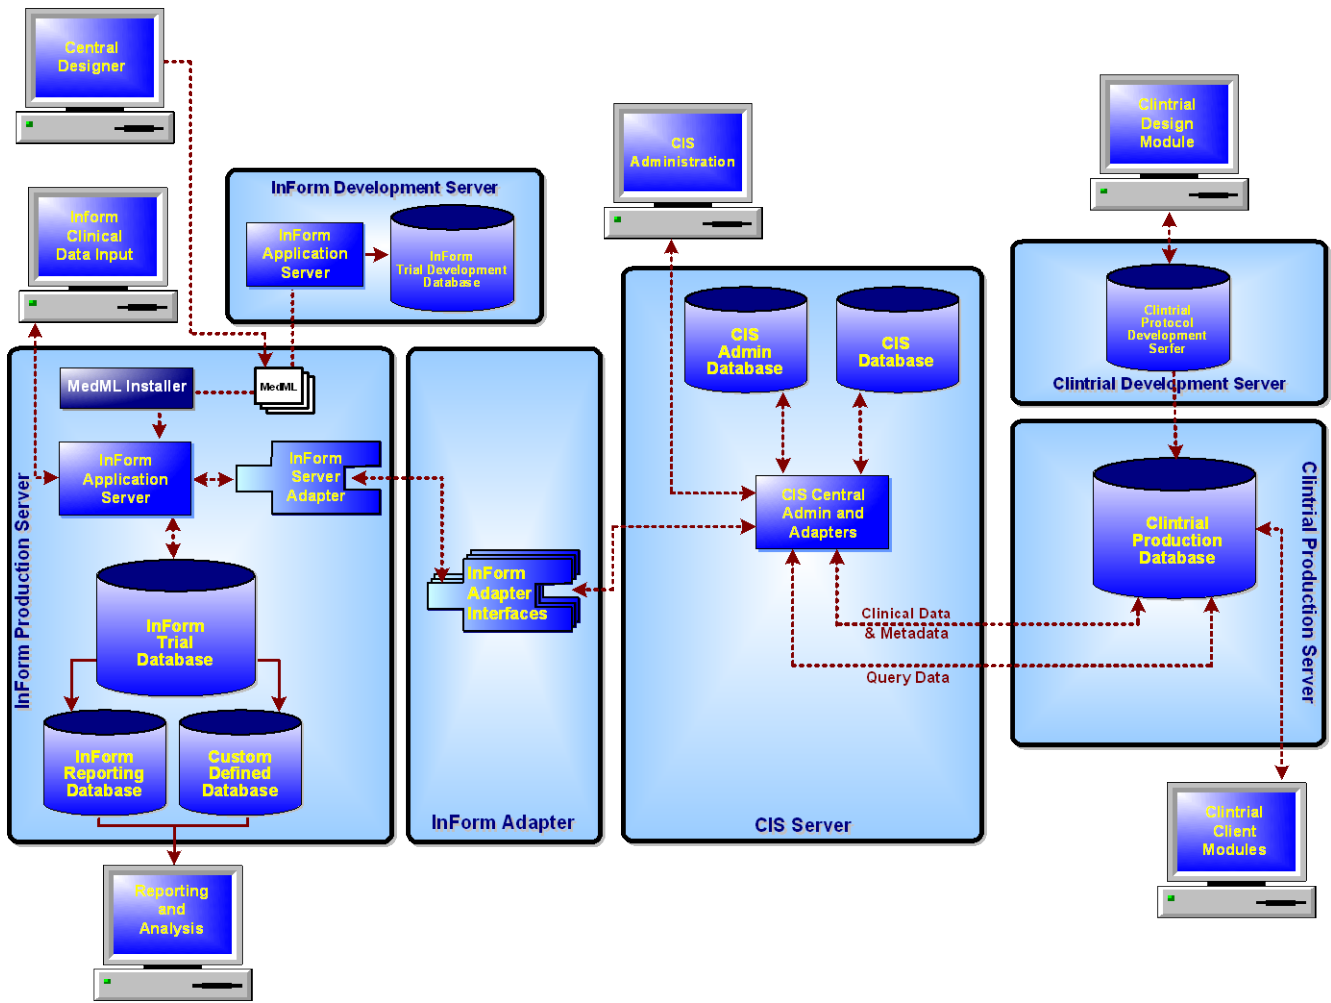 Central
Designer
Inform
Clinical
Data Input
InForm Development Server
InForm
Application
Server
InForm
Trial Development
Database
MedML Installer
MedML
InForm
Application
Server
InForm
Server
Adapter
InForm Production Server
InForm
Trial
Database
InForm
Reporting
Database
Custom
Defined
Database
Reporting
and
Analysis
InForm
Adapter
Interfaces
InForm Adapter
CIS
Administration
CIS
Admin
Database
CIS
Database
CIS Central
Admin and
Adapters
Clinical Data
& Metadata
Query Data
CIS Server
Clintrial
Design
Module
Clintrial
Protocol
Development
Serfer
Clintrial Development Server
Clintrial
Production
Database
Clintrial Production Server
Clintrial
Client
Modules